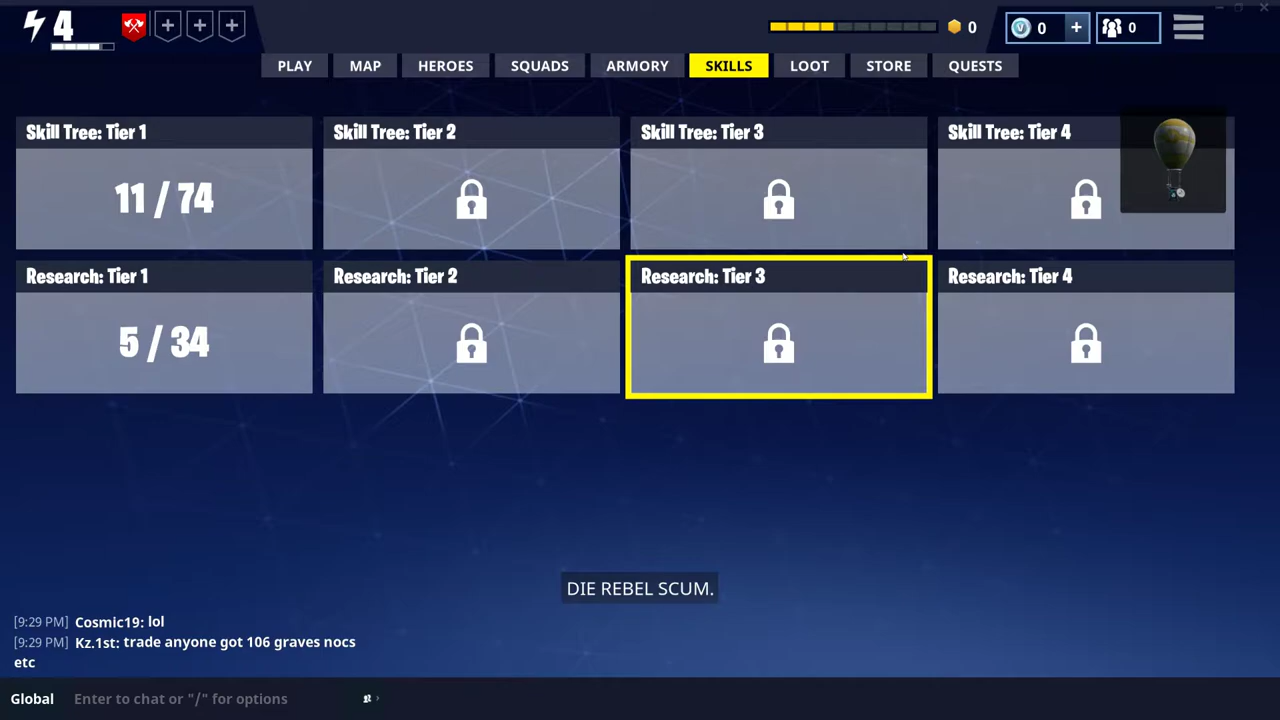 4
0
0
0
PLAY MAP HEROES SQUADS ARMORY SKILLS LOOT STORE QUESTS
Skill Tree: Tier 1
Skill Tree: Tier 2
Skill Tree: Tier 3
Skill Tree: Tier 4
11 / 74
Research: Tier 1
Research: Tier 2
Research: Tier 3
Research: Tier 4
5 / 34
DIE REBEL SCUM.
[9:29 PM] Cosmic19: lol
[9:29 PM] Kz.1st: trade anyone got 106 graves nocs
etc
Global Enter to chat or "/" for options